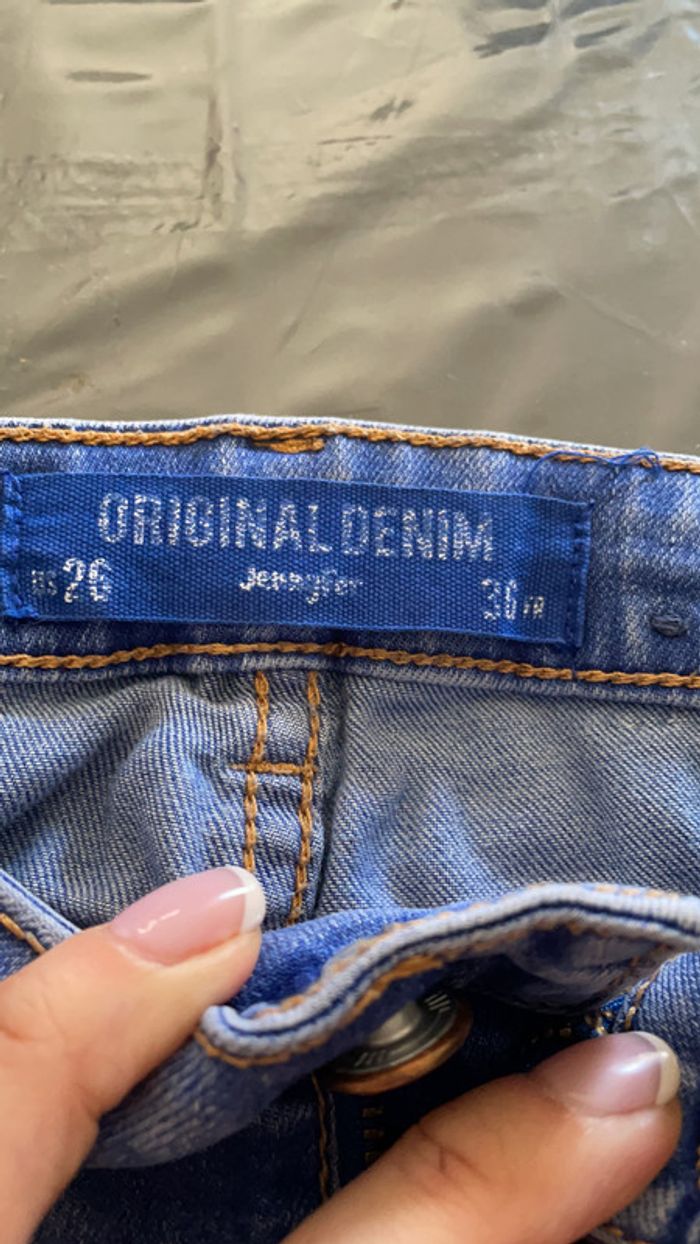 ORIGINAL DENIM
Jennyfer
US 26 36 FR